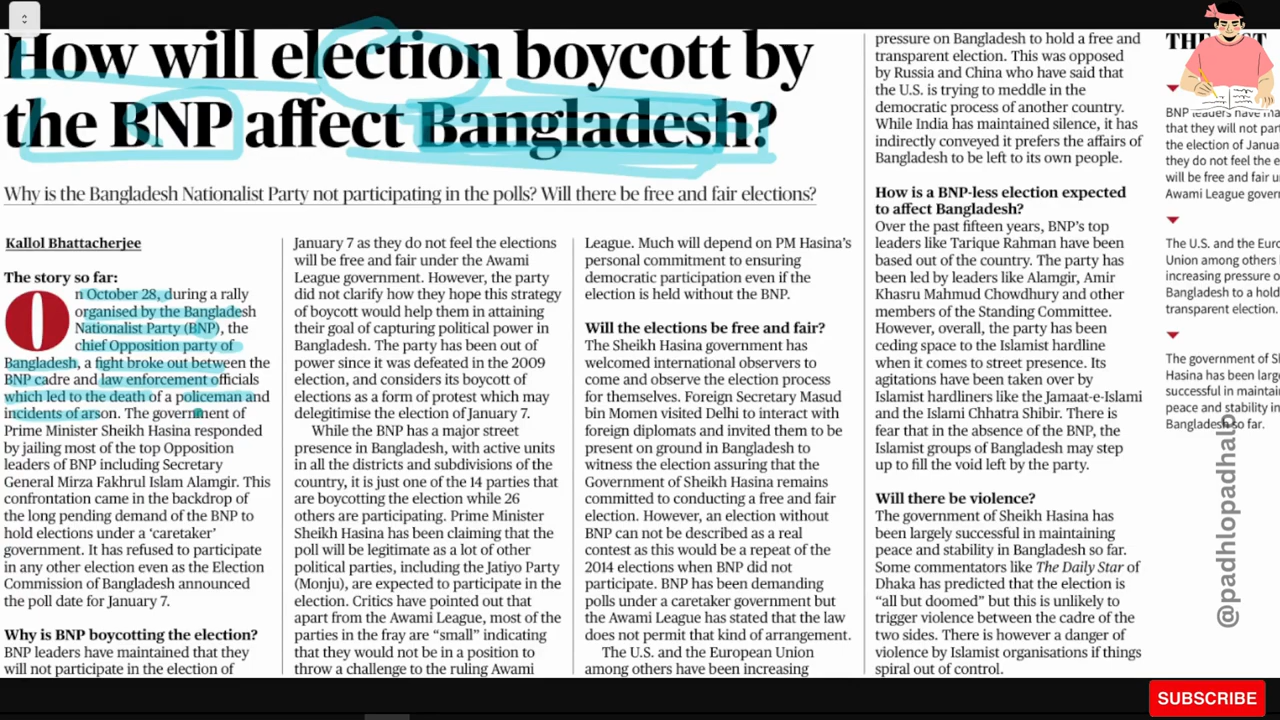 How will election boycott by
the BNP affect Bangladesh?
Why is the Bangladesh Nationalist Party not participating in the polls? Will there be free and fair elections?
Kallol Bhattacherjee
The story so far:
On October 28, during a rally
organised by the Bangladesh
Nationalist Party (BNP), the
chief Opposition party of
Bangladesh, a fight broke out between the
BNP cadre and law enforcement officials
which led to the death of a policeman and
incidents of arson. The government of
Prime Minister Sheikh Hasina responded
by jailing most of the top Opposition
leaders of BNP including Secretary
General Mirza Fakhrul Islam Alamgir. This
confrontation came in the backdrop of
the long pending demand of the BNP to
hold elections under a ‘caretaker’
government. It has refused to participate
in any other election even as the Election
Commission of Bangladesh announced
the poll date for January 7.
Why is BNP boycotting the election?
BNP leaders have maintained that they
will not participate in the election of
January 7 as they do not feel the elections
will be free and fair under the Awami
League government. However, the party
did not clarify how they hope this strategy
of boycott would help them in attaining
their goal of capturing political power in
Bangladesh. The party has been out of
power since it was defeated in the 2009
election, and considers its boycott of
elections as a form of protest which may
delegitimise the election of January 7.
While the BNP has a major street
presence in Bangladesh, with active units
in all the districts and subdivisions of the
country, it is just one of the 14 parties that
are boycotting the election while 26
others are participating. Prime Minister
Sheikh Hasina has been claiming that the
poll will be legitimate as a lot of other
political parties, including the Jatiyo Party
(Monju), are expected to participate in the
election. Critics have pointed out that
apart from the Awami League, most of the
parties in the fray are “small” indicating
that they would not be in a position to
throw a challenge to the ruling Awami
League. Much will depend on PM Hasina’s
personal commitment to ensuring
democratic participation even if the
election is held without the BNP.
Will the elections be free and fair?
The Sheikh Hasina government has
welcomed international observers to
come and observe the election process
for themselves. Foreign Secretary Masud
bin Momen visited Delhi to interact with
foreign diplomats and invited them to be
present on ground in Bangladesh to
witness the election assuring that the
Government of Sheikh Hasina remains
committed to conducting a free and fair
election. However, an election without
BNP can not be described as a real
contest as this would be a repeat of the
2014 elections when BNP did not
participate. BNP has been demanding
polls under a caretaker government but
the Awami League has stated that the law
does not permit that kind of arrangement.
The U.S. and the European Union
among others have been increasing
pressure on Bangladesh to hold a free and
transparent election. This was opposed
by Russia and China who have said that
the U.S. is trying to meddle in the
democratic process of another country.
While India has maintained silence, it has
indirectly conveyed it prefers the affairs of
Bangladesh to be left to its own people.
How is a BNP-less election expected
to affect Bangladesh?
Over the past fifteen years, BNP’s top
leaders like Tarique Rahman have been
based out of the country. The party has
been led by leaders like Alamgir, Amir
Khasru Mahmud Chowdhury and other
members of the Standing Committee.
However, overall, the party has been
ceding space to the Islamist hardline
when it comes to street presence. Its
agitations have been taken over by
Islamist hardliners like the Jamaat-e-Islami
and the Islami Chhatra Shibir. There is
fear that in the absence of the BNP, the
Islamist groups of Bangladesh may step
up to fill the void left by the party.
Will there be violence?
The government of Sheikh Hasina has
been largely successful in maintaining
peace and stability in Bangladesh so far.
Some commentators like The Daily Star of
Dhaka has predicted that the election is
“all but doomed” but this is unlikely to
trigger violence between the cadre of the
two sides. There is however a danger of
violence by Islamist organisations if things
spiral out of control.
BNP leaders have
that they will not par
the election of Janua
they do not feel the e
will be free and fair u
Awami League gover
The U.S. and the Euro
Union among others
increasing pressure o
Bangladesh to a hold
transparent election.
The government of S
Hasina has been large
successful in maintai
peace and stability in
Bangladesh so far.
@padhlopadhalo
SUBSCRIBE